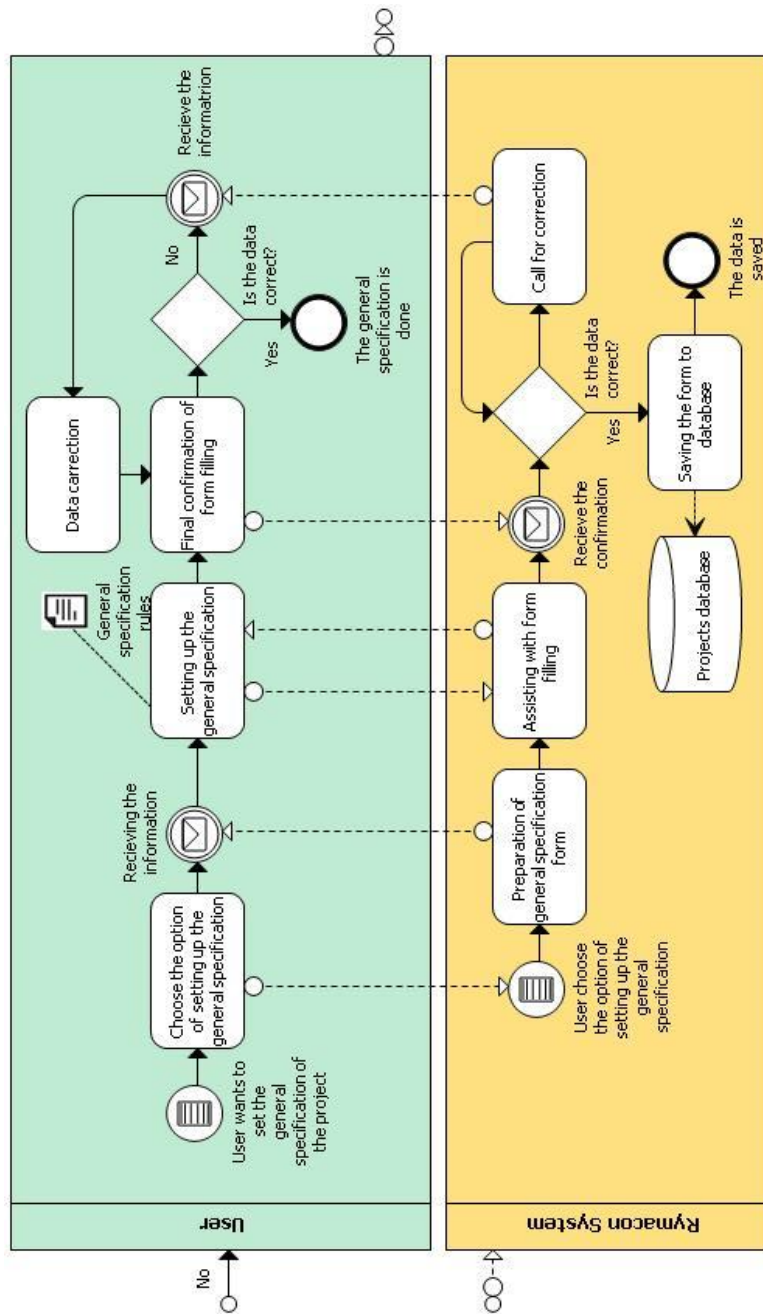 User
User wants to
set the
general
specification of
the project
Choose the option
of setting up the
general specification
Recieving the
information
Setting up the
general specification
General
specification
rules
Final confirmation of
form filling
Data carrection
Is the data
correct?
No
Yes
Recieve the
informatrion
The general
specification is
done
Rymacon System
User choose
the option of
setting up the
general
specification
Preparation of
general specification
form
Assisting with form
filling
Recieve the
confirmation
Is the data
correct?
Yes
Call for correction
Saving the form to
database
Projects database
The data is
saved
No